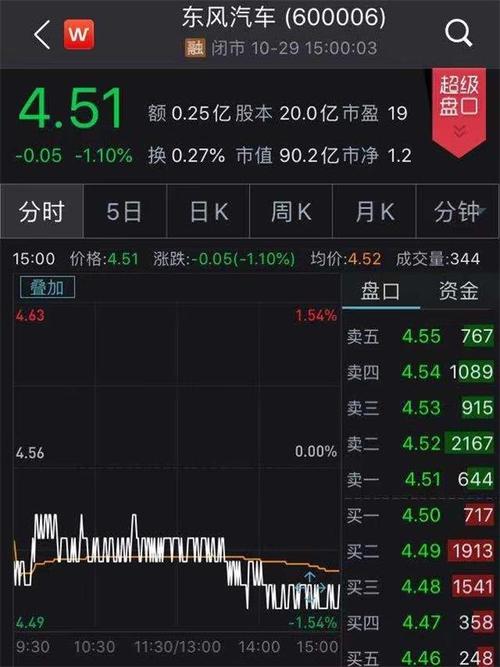 W
东风汽车 (600006)
融 闭市 10-29 15:00:03
4.51
-0.05 -1.10%
额 0.25亿 股本 20.0亿 市盈 19
换 0.27% 市值 90.2亿 市净 1.2
超级
盘口
分时 5日 日K 周K 月K 分钟
15:00 价格:4.51 涨跌:-0.05(-1.10%) 均价:4.52 成交量:344
叠加
盘口 资金
4.63 1.54%
4.56 0.00%
4.49 -1.54%
9:30 10:30 11:30/13:00 14:00 15:00
卖五 4.55 767
卖四 4.54 1089
卖三 4.53 915
卖二 4.52 2167
卖一 4.51 644
买一 4.50 717
买二 4.49 1913
买三 4.48 1541
买四 4.47 358
买五 4.46 248